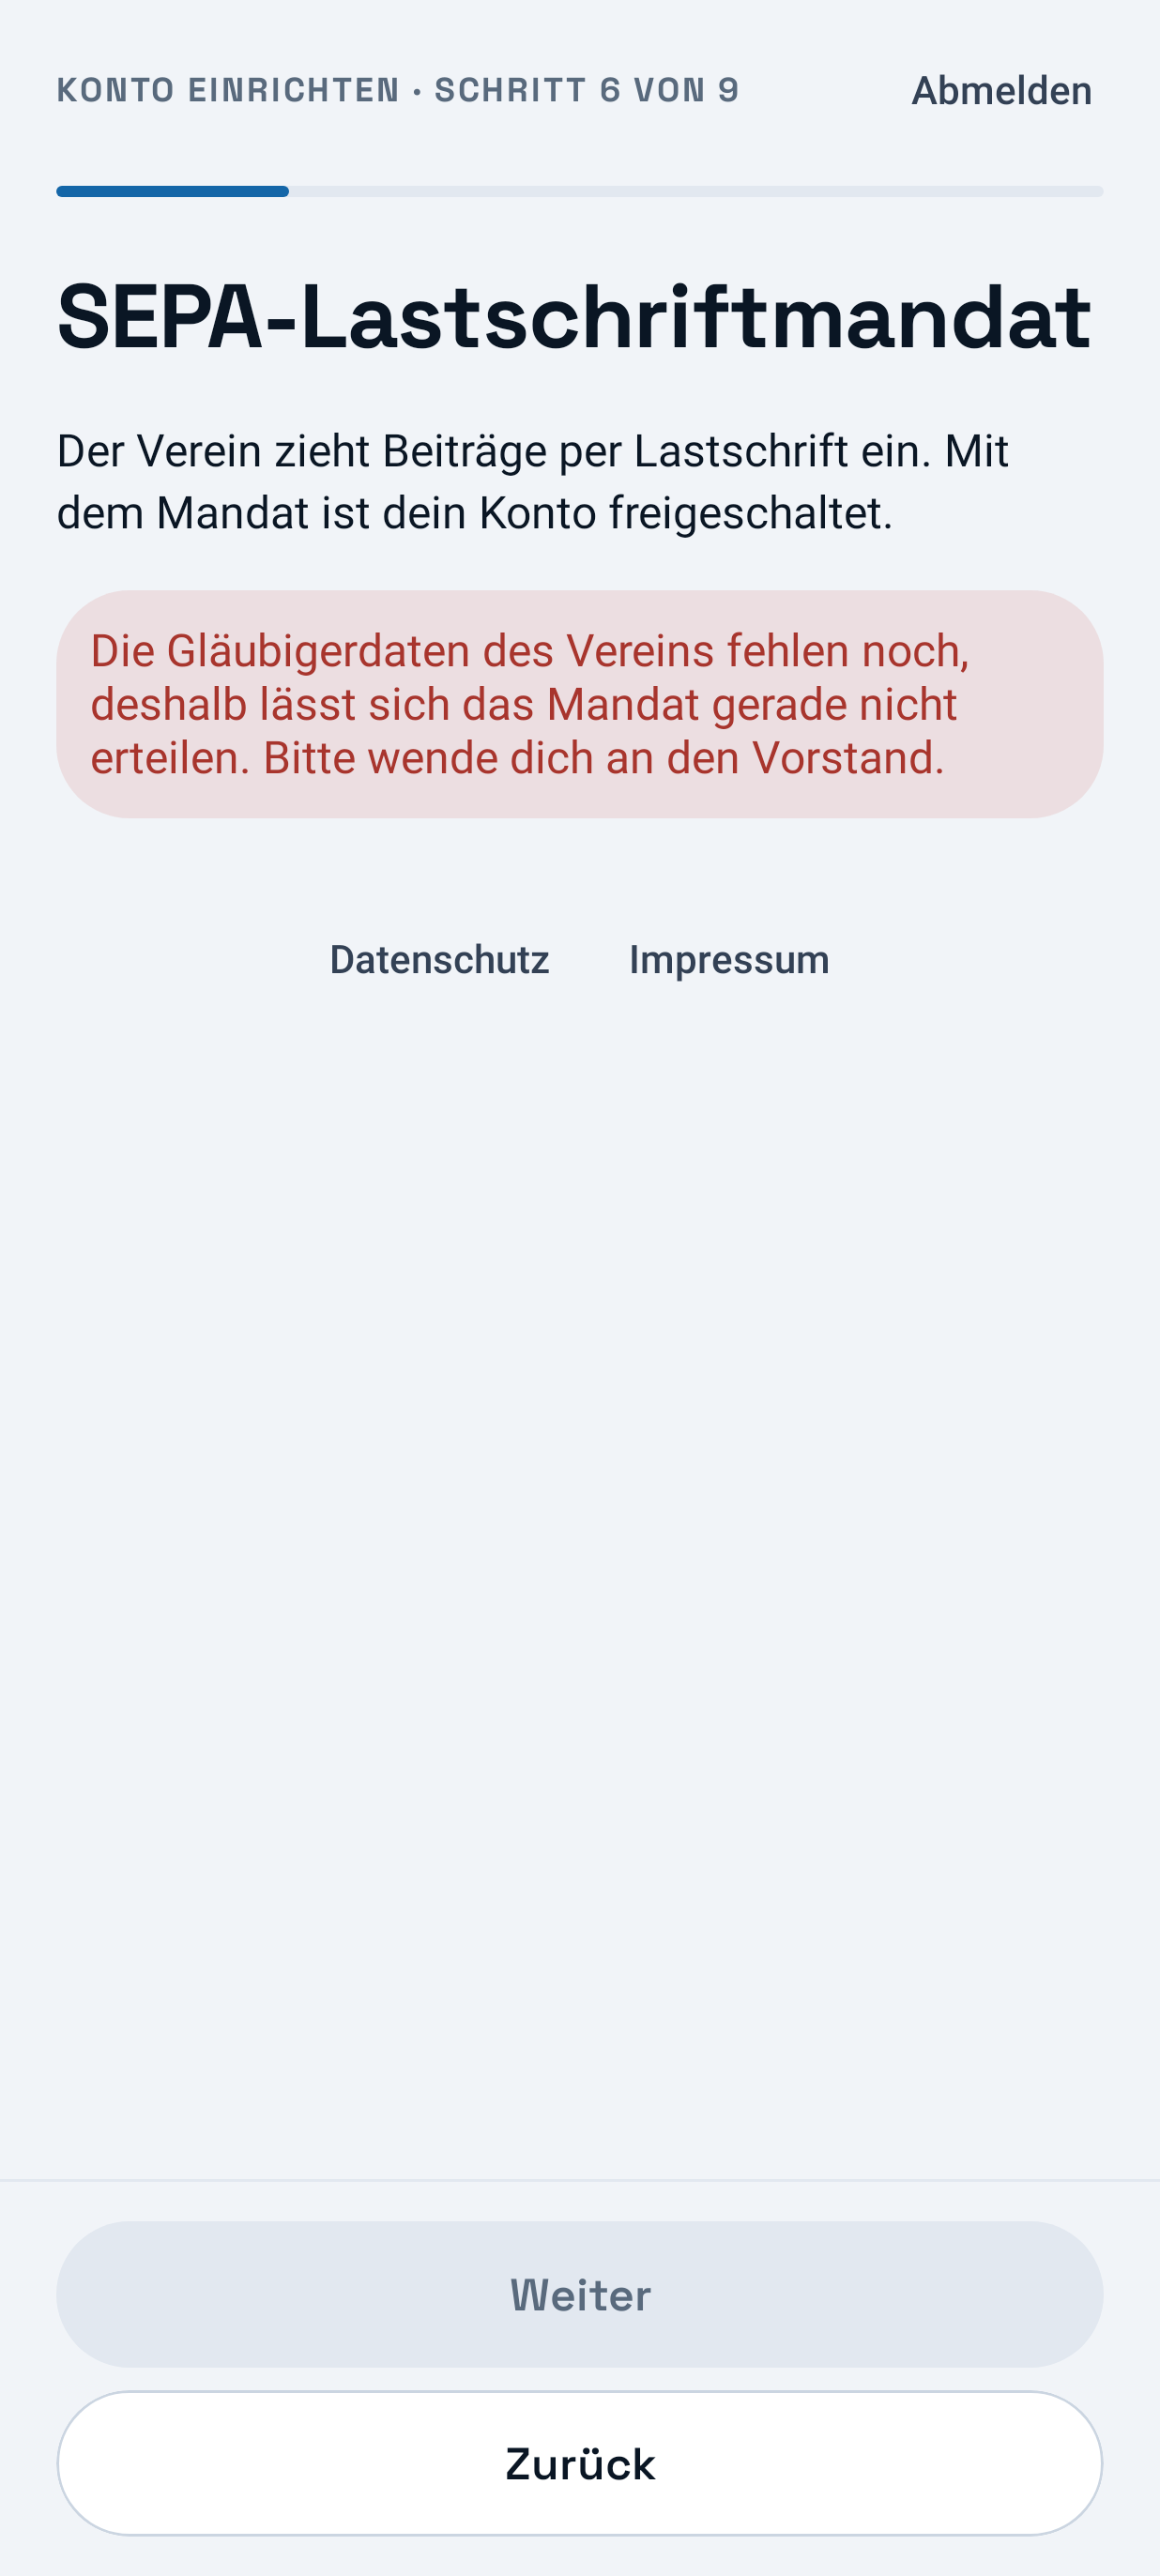 KONTO EINRICHTEN · SCHRITT 6 VON 9
Abmelden
SEPA-Lastschriftmandat
Der Verein zieht Beiträge per Lastschrift ein. Mit
dem Mandat ist dein Konto freigeschaltet.
Die Gläubigerdaten des Vereins fehlen noch,
deshalb lässt sich das Mandat gerade nicht
erteilen. Bitte wende dich an den Vorstand.
Datenschutz
Impressum
Weiter
Zurück